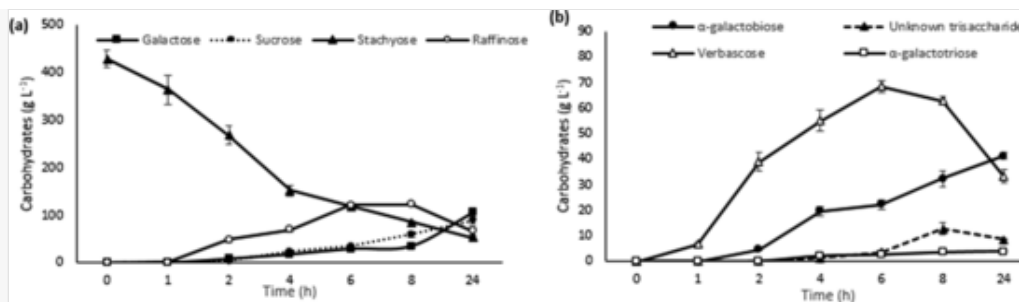 (a)
500
400
300
200
100
0
Galactose Sucrose Stachyose Raffinose
Carbohydrates (g L⁻¹)
0 1 2 4 6 8 24
Time (h)
(b)
90
80
70
60
50
40
30
20
10
0
α-galactobiose Unknown trisaccharide
Verbascose α-galactotriose
Carbohydrates (g L⁻¹)
0 1 2 4 6 8 24
Time (h)